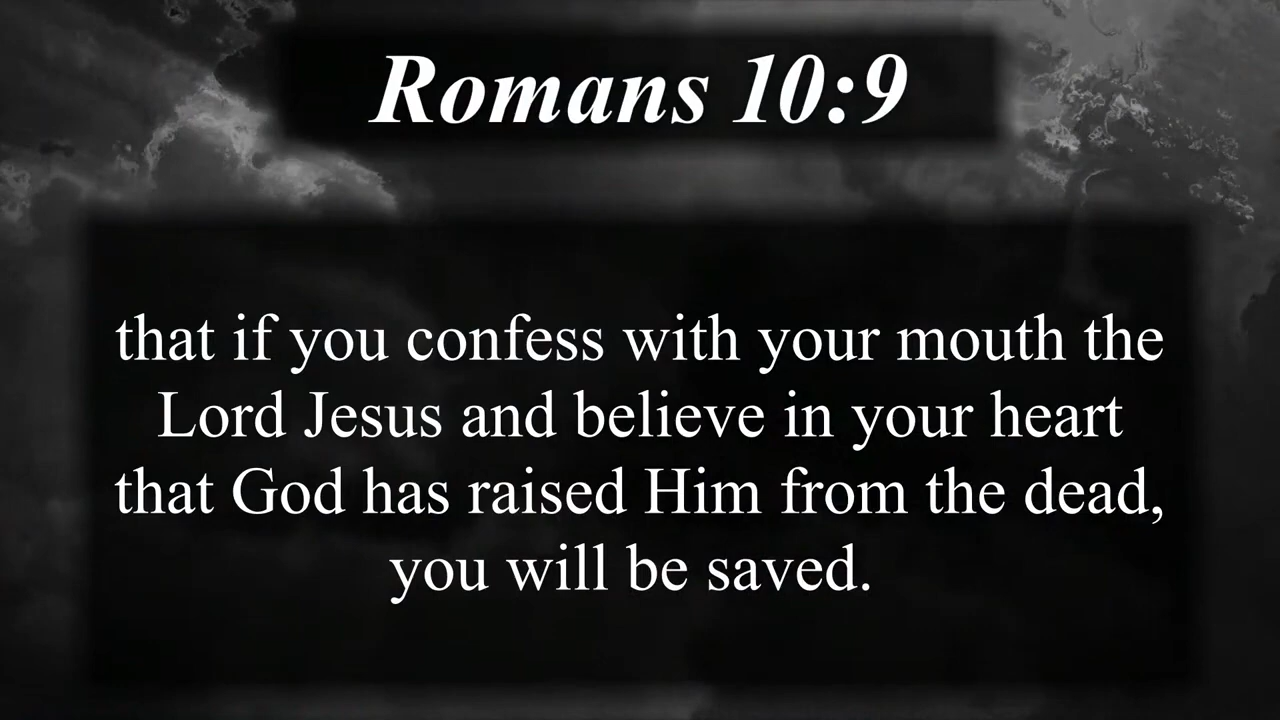 Romans 10:9
that if you confess with your mouth the
Lord Jesus and believe in your heart
that God has raised Him from the dead,
you will be saved.